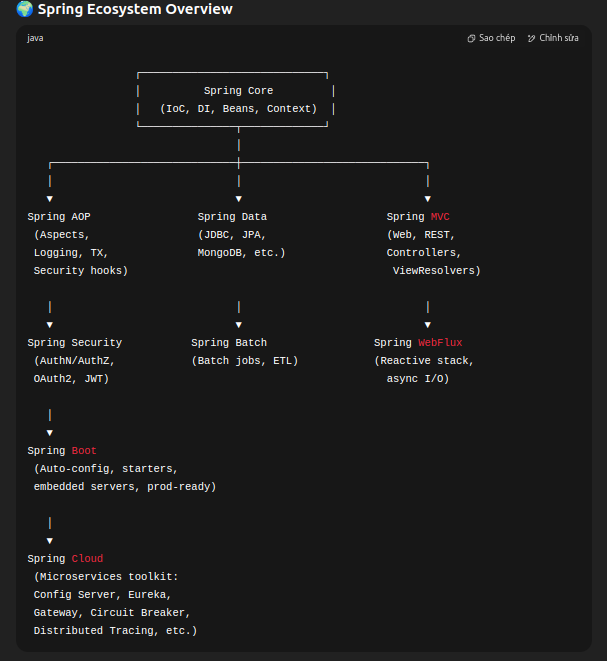 🌍 Spring Ecosystem Overview
java
Sao chép
Chỉnh sửa
Spring Core
(IoC, DI, Beans, Context)
Spring AOP Spring Data Spring MVC
(Aspects, (JDBC, JPA, (Web, REST,
Logging, TX, MongoDB, etc.) Controllers,
Security hooks) ViewResolvers)
Spring Security Spring Batch Spring WebFlux
(AuthN/AuthZ, (Batch jobs, ETL) (Reactive stack,
OAuth2, JWT) async I/O)
Spring Boot
(Auto-config, starters,
embedded servers, prod-ready)
Spring Cloud
(Microservices toolkit:
Config Server, Eureka,
Gateway, Circuit Breaker,
Distributed Tracing, etc.)